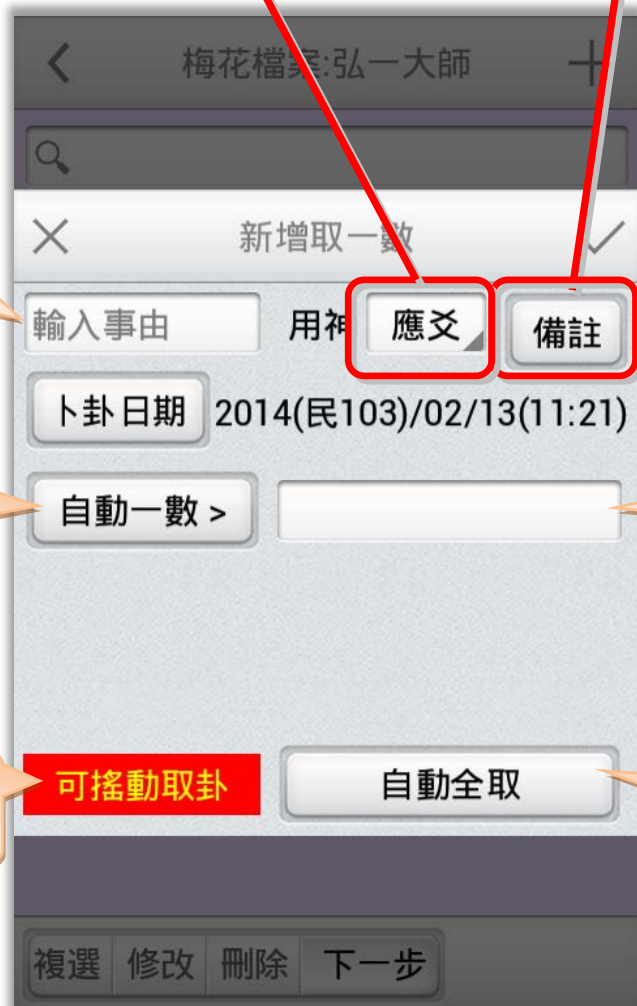 梅花檔案:弘一大師
新增取一數
輸入事由 用神 應爻 備註
卜卦日期 2014(民103)/02/13(11:21)
自動一數 >
可搖動取卦 自動全取
複選 修改 刪除 下一步